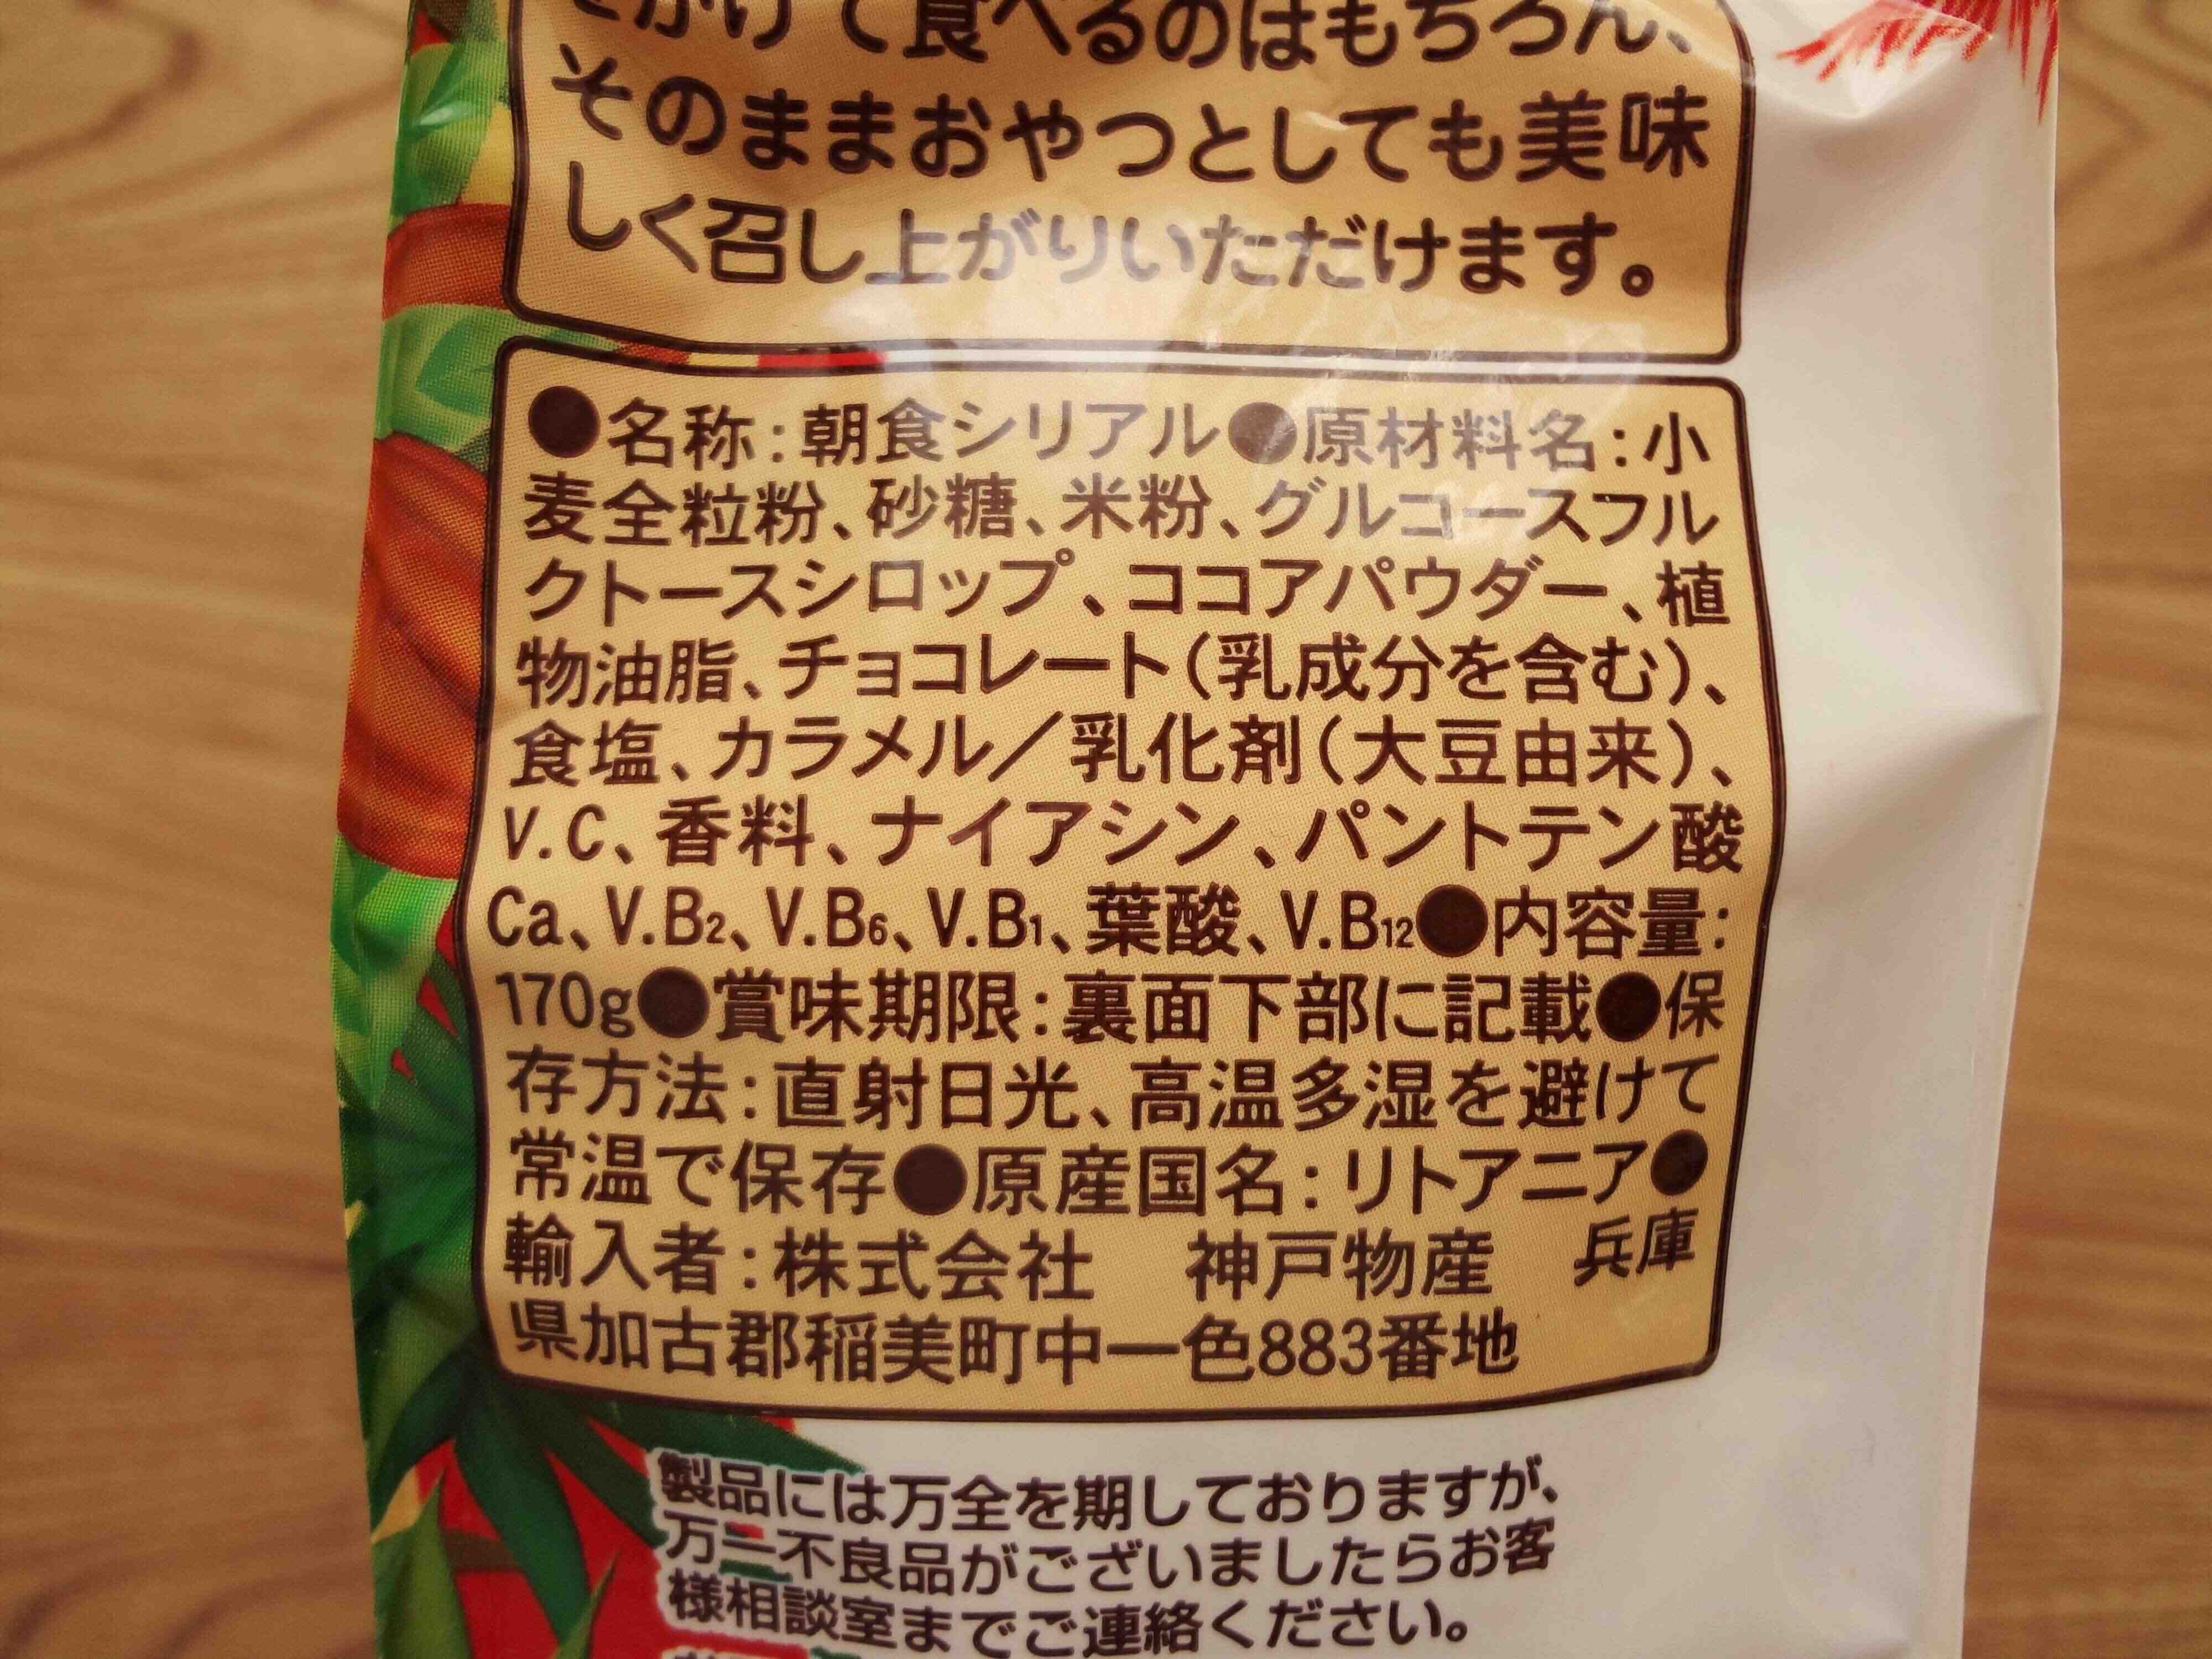 かけて食べるのはもちろん、
そのままおやつとしても美味
しく召し上がりいただけます。
●名称:朝食シリアル●原材料名:小
麦全粒粉、砂糖、米粉、グルコースフル
クトースシロップ、ココアパウダー、植
物油脂、チョコレート(乳成分を含む)、
食塩、カラメル/乳化剤(大豆由来)、
V.C、香料、ナイアシン、パントテン酸
Ca、V.B2、V.B6、V.B1、葉酸、V.B12●内容量:
170g●賞味期限:裏面下部に記載●保
存方法:直射日光、高温多湿を避けて
常温で保存●原産国名:リトアニア●
輸入者:株式会社 神戸物産 兵庫
県加古郡稲美町中一色883番地
製品には万全を期しておりますが、
万一不良品がございましたらお客
様相談室までご連絡ください。